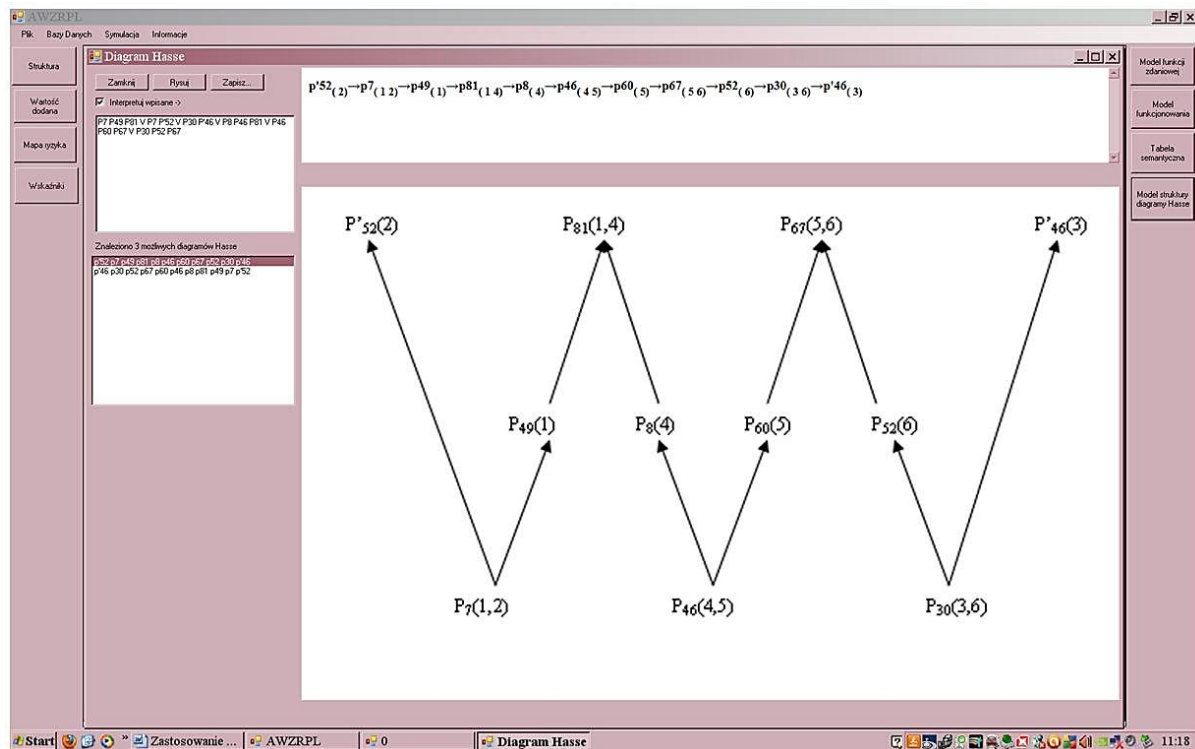 AWZRPL
Plik Bazy Danych Symulacja Informacje
Struktura
Wartość
dodana
Mapa ryzyka
Wskaźniki
Diagram Hasse
Zamknij Rysuj Zapisz...
Interpretuj wpisane ->
P7 P49 P81 V P7 P'52 V P30 P'46 V P8 P46 P81 V P46
P60 P67 V P30 P52 P67
Znaleziono 3 możliwych diagramów Hasse
p'52 p7 p49 p81 p8 p46 p60 p67 p52 p30 p'46
p'46 p30 p52 p67 p60 p46 p8 p81 p49 p7 p'52
p'52( 2)→p7( 1 2)→p49( 1)→p81( 1 4)→p8( 4)→p46( 4 5)→p60( 5)→p67( 5 6)→p52( 6)→p30( 3 6)→p'46( 3)
P'52(2) P81(1,4) P67(5,6) P'46(3)
P49(1) P8(4) P60(5) P52(6)
P7(1,2) P46(4,5) P30(3,6)
Model funkcji
zdaniowej
Model
funkcjonowania
Tabela
semantyczna
Model struktury
diagramy Hasse
Start » Zastosowanie ... AWZRPL 0 Diagram Hasse 11:18